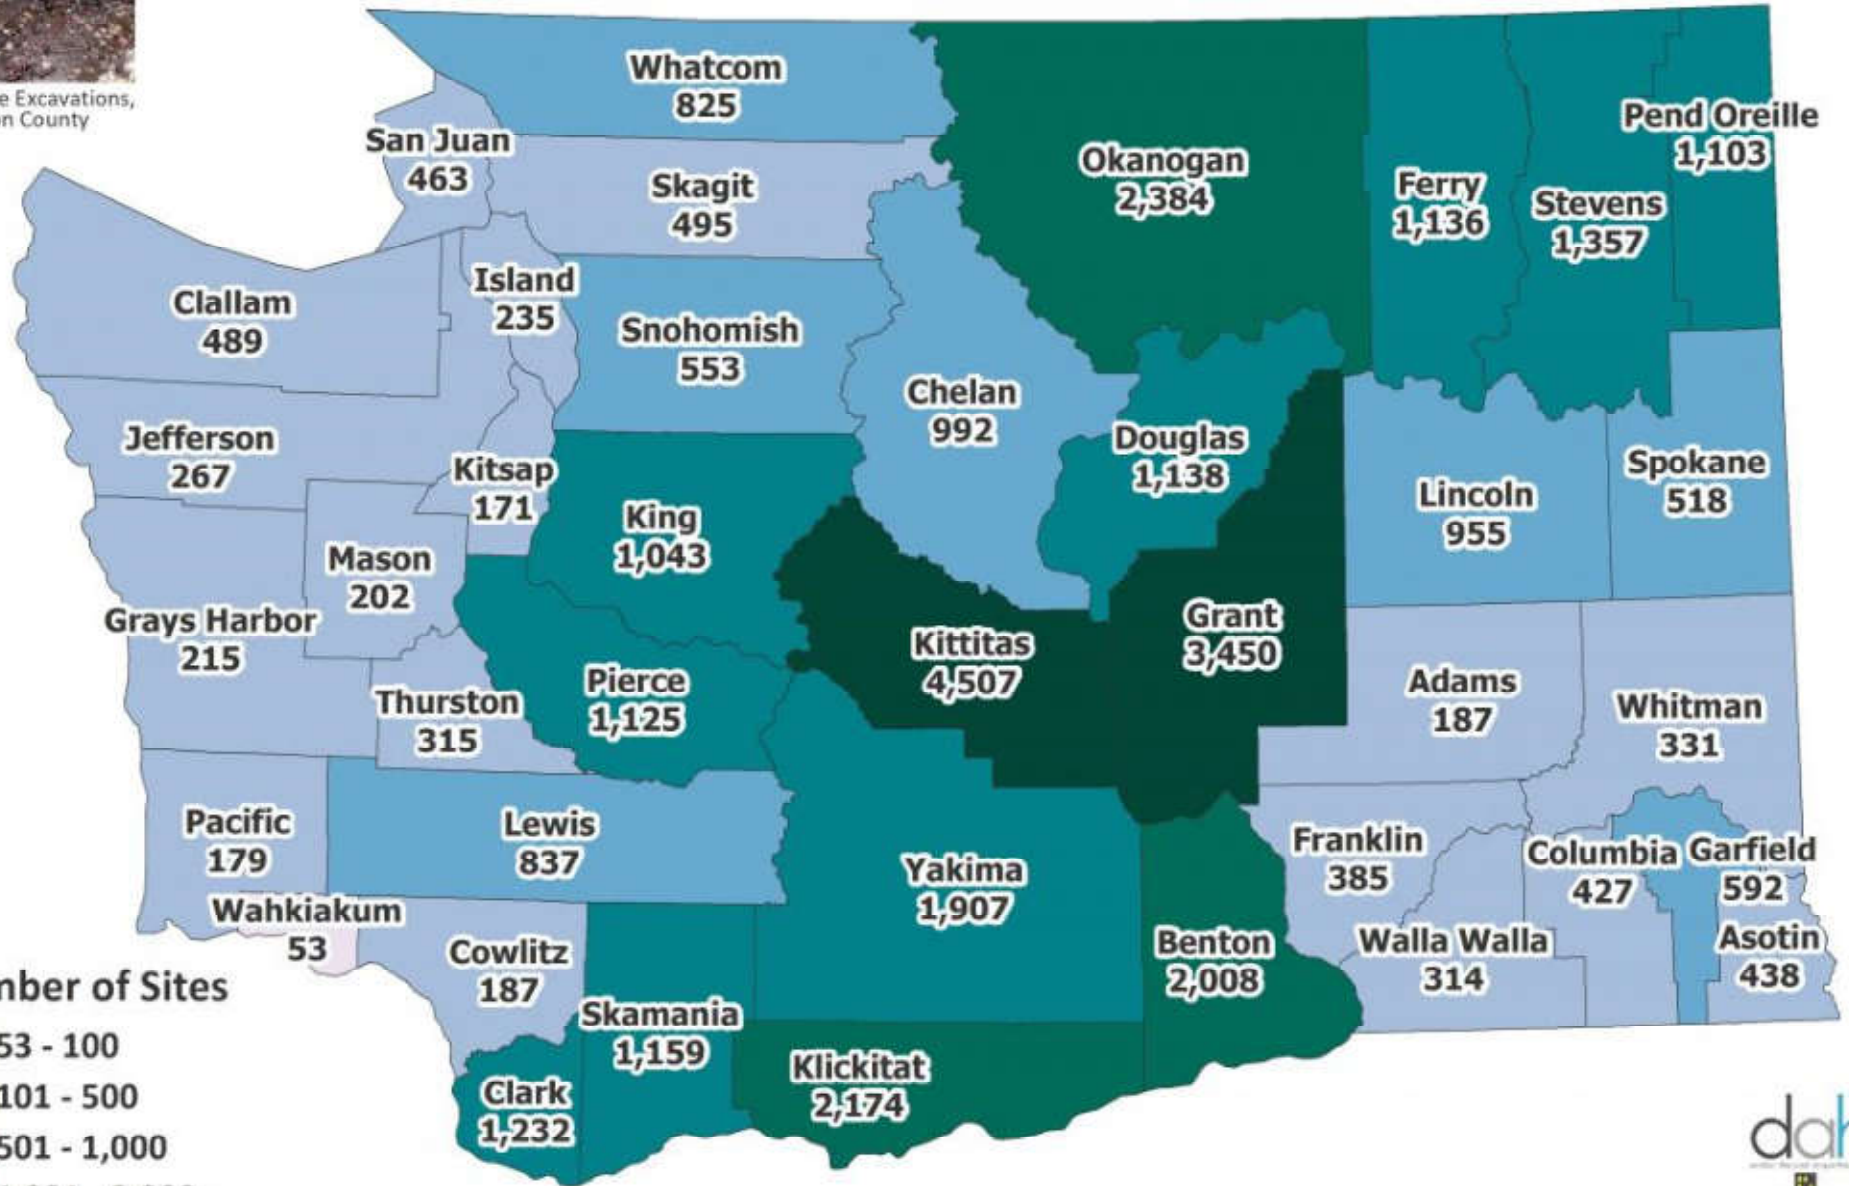 e Excavations,
n County
Whatcom
825
San Juan
463
Skagit
495
Okanogan
2,384
Ferry
1,136
Stevens
1,357
Pend Oreille
1,103
Clallam
489
Island
235
Snohomish
553
Chelan
992
Douglas
1,138
Jefferson
267
Kitsap
171
King
1,043
Lincoln
955
Spokane
518
Mason
202
Grays Harbor
215
Kittitas
4,507
Grant
3,450
Thurston
315
Pierce
1,125
Adams
187
Whitman
331
Pacific
179
Lewis
837
Yakima
1,907
Franklin
385
Columbia
427
Garfield
592
Wahkiakum
53
Cowlitz
187
Benton
2,008
Walla Walla
314
Asotin
438
Skamania
1,159
Klickitat
2,174
Clark
1,232
mber of Sites
53 - 100
101 - 500
501 - 1,000
dah